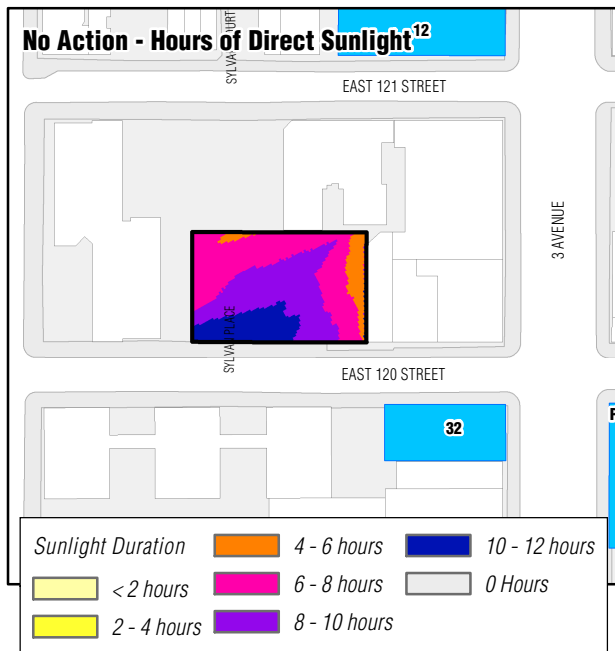 No Action - Hours of Direct Sunlight12
SYLVAN COURT
EAST 121 STREET
3 AVENUE
SYLVAN PLACE
EAST 120 STREET
32
Sunlight Duration
< 2 hours
2 - 4 hours
4 - 6 hours
6 - 8 hours
8 - 10 hours
10 - 12 hours
0 Hours